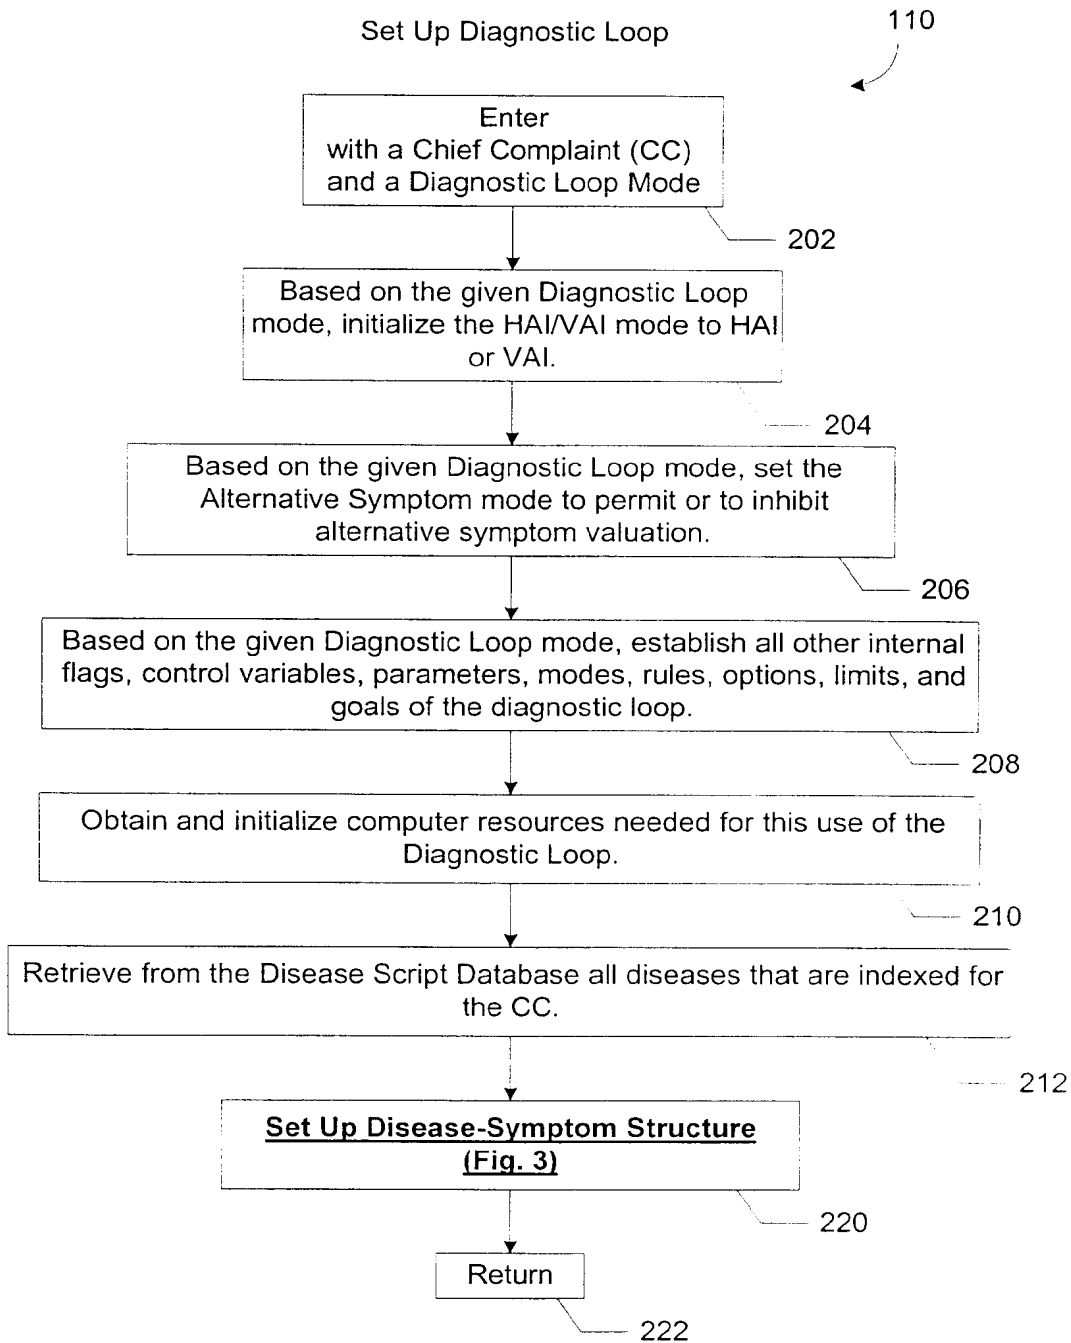 Set Up Diagnostic Loop
110
Enter
with a Chief Complaint (CC)
and a Diagnostic Loop Mode
202
Based on the given Diagnostic Loop
mode, initialize the HAI/VAI mode to HAI
or VAI.
204
Based on the given Diagnostic Loop mode, set the
Alternative Symptom mode to permit or to inhibit
alternative symptom valuation.
206
Based on the given Diagnostic Loop mode, establish all other internal
flags, control variables, parameters, modes, rules, options, limits, and
goals of the diagnostic loop.
208
Obtain and initialize computer resources needed for this use of the
Diagnostic Loop.
210
Retrieve from the Disease Script Database all diseases that are indexed for
the CC.
212
Set Up Disease-Symptom Structure
(Fig. 3)
220
Return
222